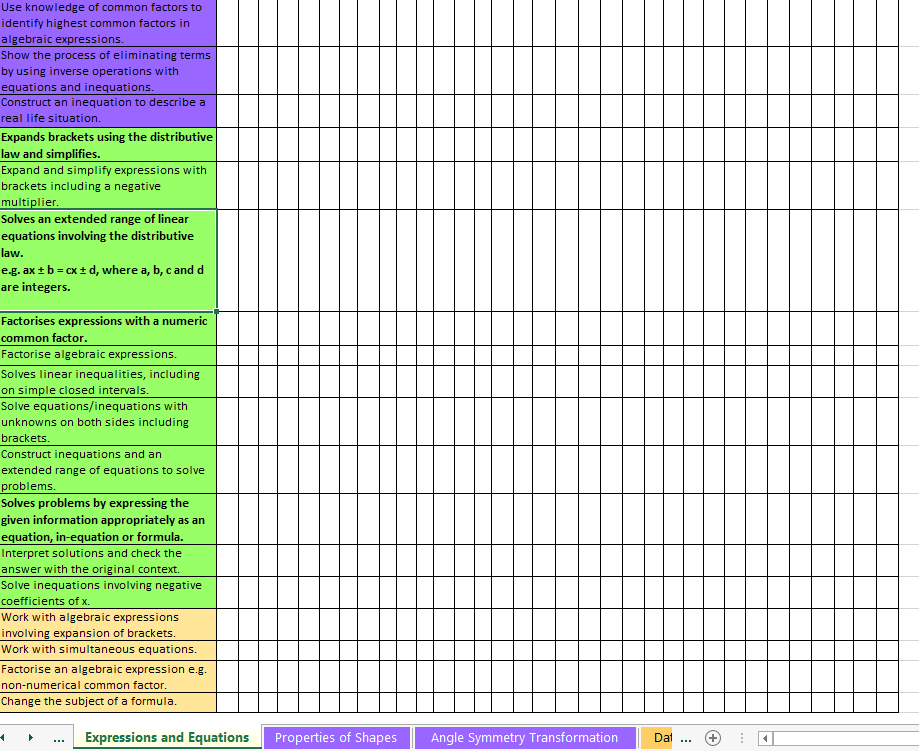 Use knowledge of common factors to
identify highest common factors in
algebraic expressions.
Show the process of eliminating terms
by using inverse operations with
equations and inequations.
Construct an inequation to describe a
real life situation.
Expands brackets using the distributive
law and simplifies.
Expand and simplify expressions with
brackets including a negative
multiplier.
Solves an extended range of linear
equations involving the distributive
law.
e.g. ax ± b = cx ± d, where a, b, c and d
are integers.
Factorises expressions with a numeric
common factor.
Factorise algebraic expressions.
Solves linear inequalities, including
on simple closed intervals.
Solve equations/inequations with
unknowns on both sides including
brackets.
Construct inequations and an
extended range of equations to solve
problems.
Solves problems by expressing the
given information appropriately as an
equation, in-equation or formula.
Interpret solutions and check the
answer with the original context.
Solve inequations involving negative
coefficients of x.
Work with algebraic expressions
involving expansion of brackets.
Work with simultaneous equations.
Factorise an algebraic expression e.g.
non-numerical common factor.
Change the subject of a formula.
... Expressions and Equations Properties of Shapes Angle Symmetry Transformation Dat ...